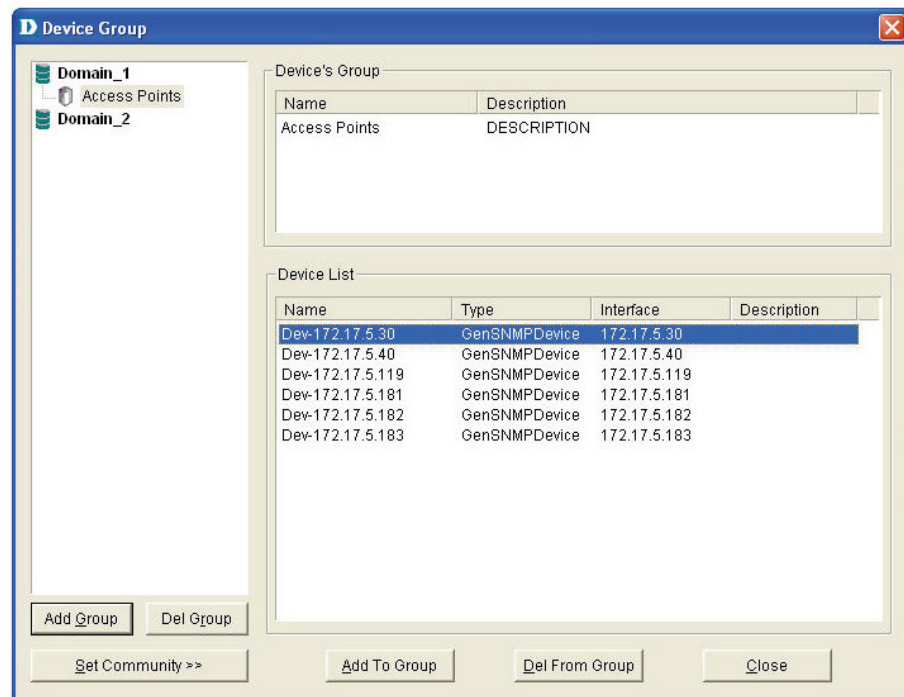 D Device Group
Domain_1
Access Points
Domain_2
Add Group
Del Group
Set Community >>
Device's Group
Name Description
Access Points DESCRIPTION
Device List
Name Type Interface Description
Dev-172.17.5.30 GenSNMPDevice 172.17.5.30
Dev-172.17.5.40 GenSNMPDevice 172.17.5.40
Dev-172.17.5.119 GenSNMPDevice 172.17.5.119
Dev-172.17.5.181 GenSNMPDevice 172.17.5.181
Dev-172.17.5.182 GenSNMPDevice 172.17.5.182
Dev-172.17.5.183 GenSNMPDevice 172.17.5.183
Add To Group
Del From Group
Close